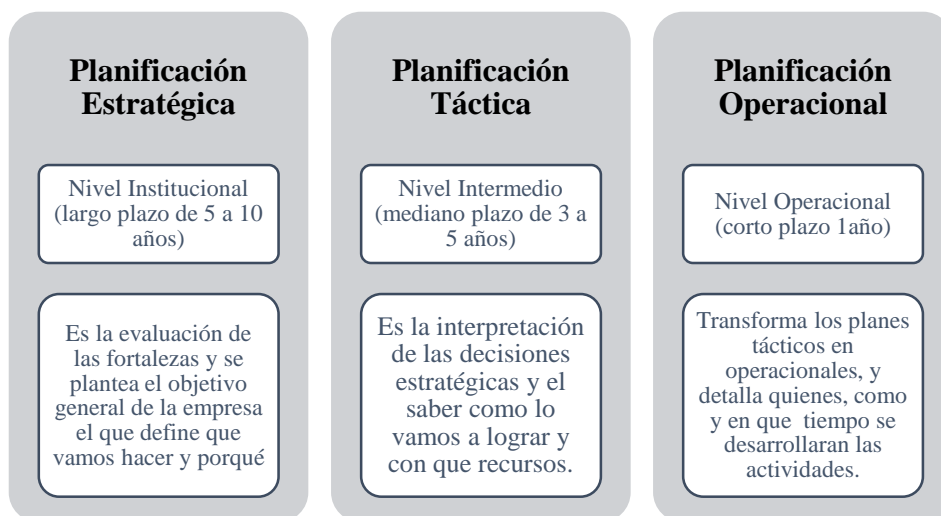 Planificación
Estratégica
Nivel Institucional
(largo plazo de 5 a 10
años)
Es la evaluación de
las fortalezas y se
plantea el objetivo
general de la empresa
el que define que
vamos hacer y porqué
Planificación
Táctica
Nivel Intermedio
(mediano plazo de 3 a
5 años)
Es la interpretación
de las decisiones
estratégicas y el
saber como lo
vamos a lograr y
con que recursos.
Planificación
Operacional
Nivel Operacional
(corto plazo 1año)
Transforma los planes
tácticos en
operacionales, y
detalla quienes, como
y en que tiempo se
desarrollaran las
actividades.